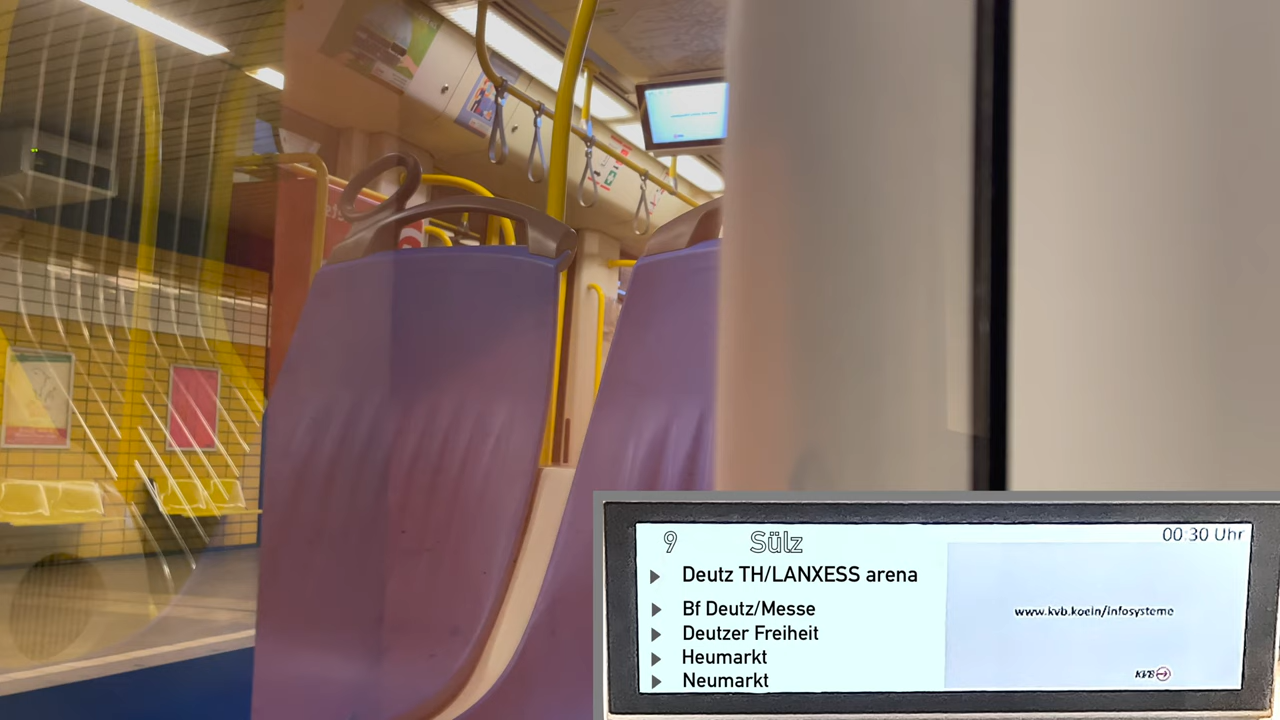 9 Sülz 00:30 Uhr
Deutz TH/LANXESS arena
Bf Deutz/Messe
Deutzer Freiheit
Heumarkt
Neumarkt
www.kvb.koeln/infosysteme
KVB